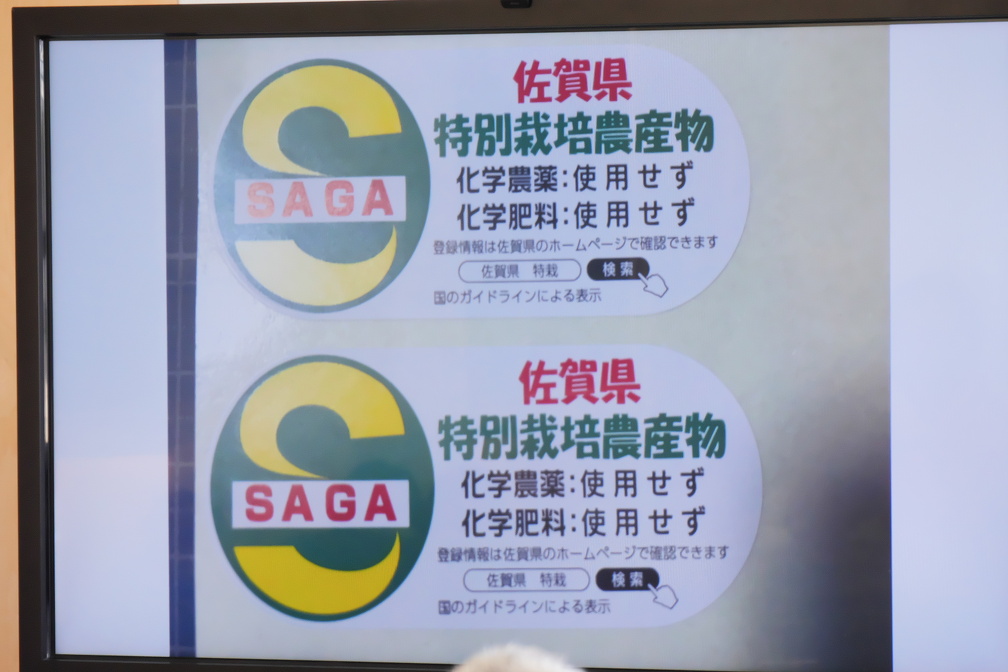 SAGA
佐賀県
特別栽培農産物
化学農薬:使用せず
化学肥料:使用せず
登録情報は佐賀県のホームページで確認できます
佐賀県 特栽 検索
国のガイドラインによる表示
SAGA
佐賀県
特別栽培農産物
化学農薬:使用せず
化学肥料:使用せず
登録情報は佐賀県のホームページで確認できます
佐賀県 特栽 検索
国のガイドラインによる表示